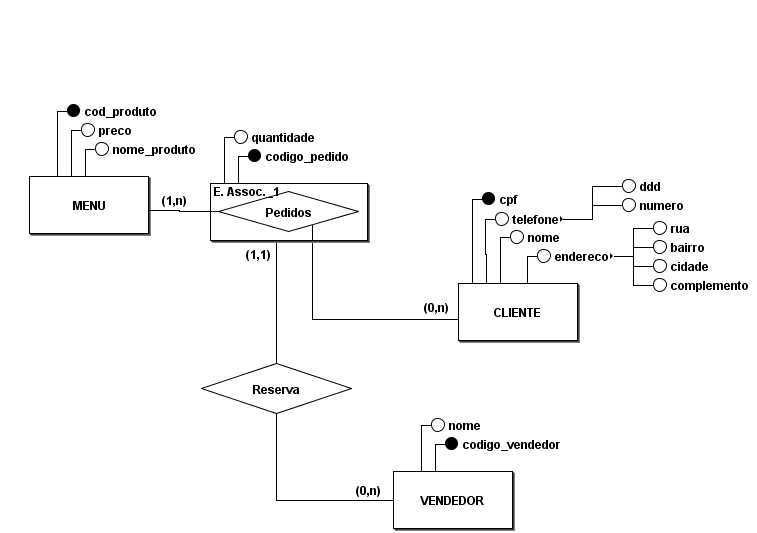 cod_produto
preco
nome_produto
MENU
(1,n)
quantidade
codigo_pedido
E. Assoc._1
Pedidos
(1,1)
cpf
telefone
ddd
numero
nome
endereco
rua
bairro
cidade
complemento
(0,n)
CLIENTE
Reserva
nome
codigo_vendedor
(0,n)
VENDEDOR